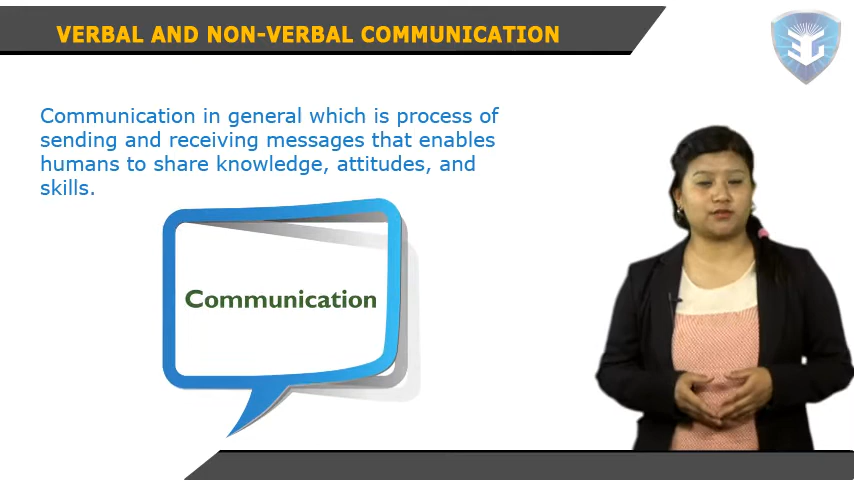 VERBAL AND NON-VERBAL COMMUNICATION
Communication in general which is process of
sending and receiving messages that enables
humans to share knowledge, attitudes, and
skills.
Communication